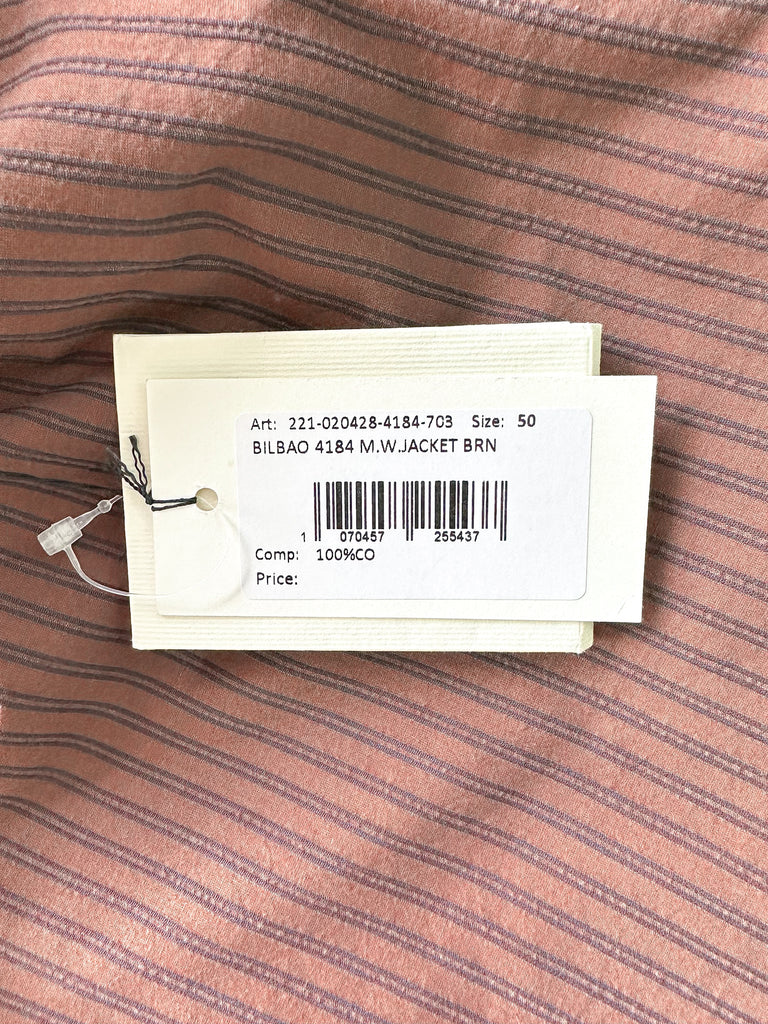 Art: 221-020428-4184-703 Size: 50
BILBAO 4184 M.W.JACKET BRN
1 070457 255437
Comp: 100%CO
Price: